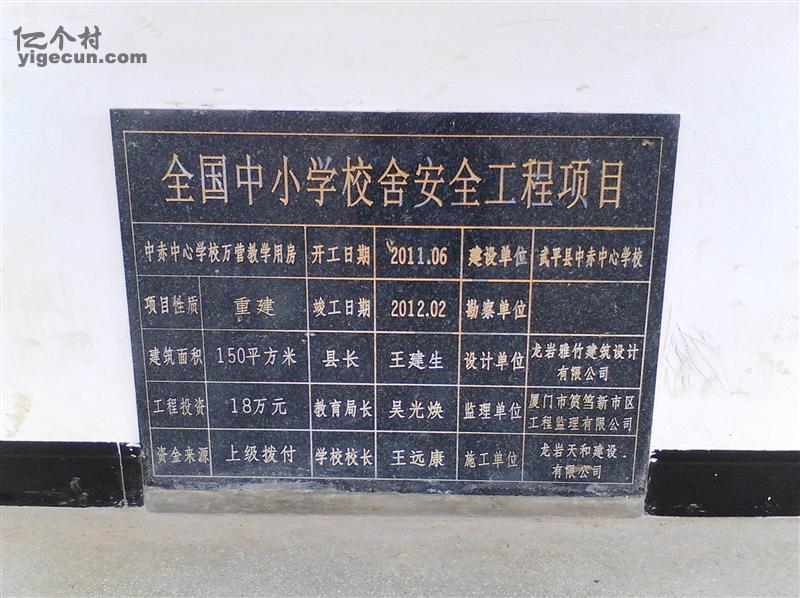 亿个村
yigecun.com
全国中小学校舍安全工程项目
中赤中心学校万营教学用房 开工日期 2011.06 建设单位 武平县中赤中心学校
项目性质 重建 竣工日期 2012.02 勘察单位
建筑面积 150平方米 县长 王建生 设计单位 龙岩雅竹建筑设计
有限公司
工程投资 18万元 教育局长 吴光焕 监理单位 厦门市筼筜新市区
工程监理有限公司
资金来源 上级拨付 学校校长 王远康 施工单位 龙岩天和建设
有限公司